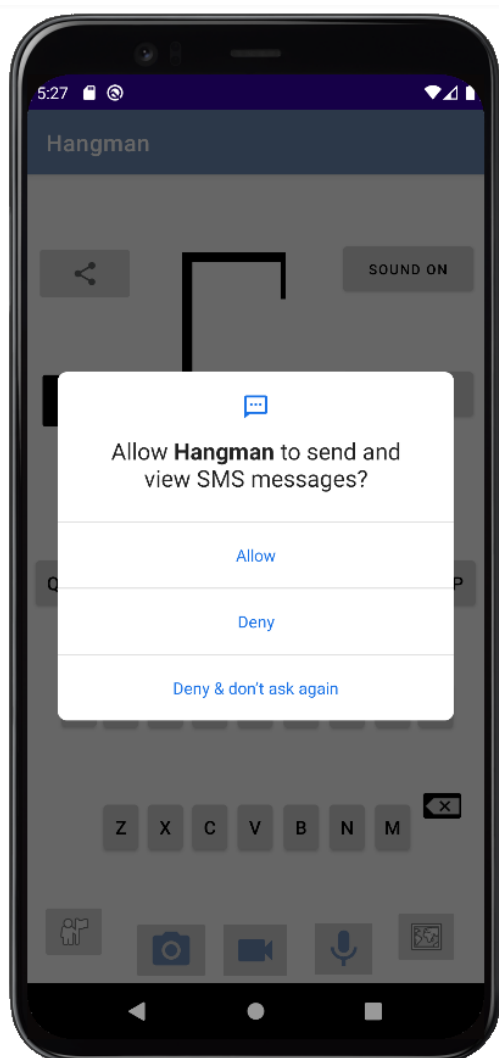 5:27
Hangman
SOUND ON
Allow Hangman to send and
view SMS messages?
Allow
Q
P
Deny
Deny & don't ask again
Z X C V B N M